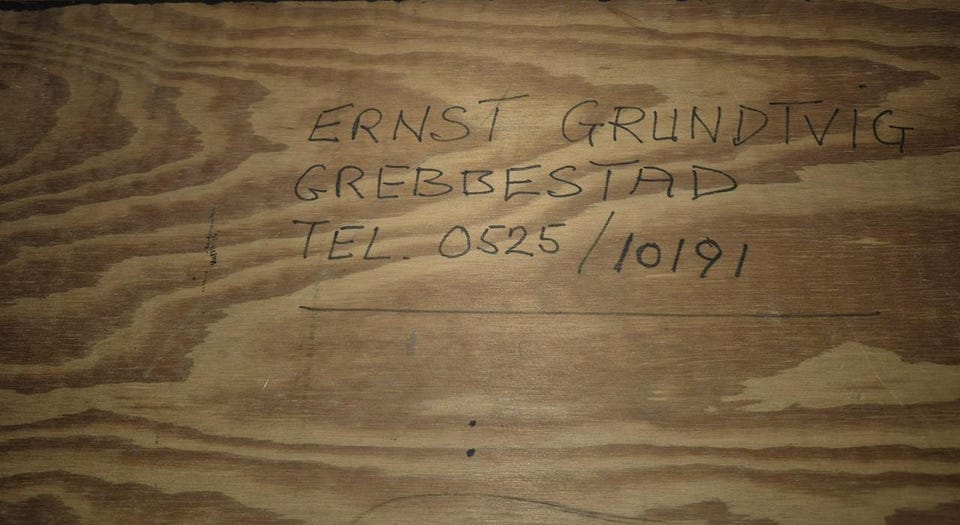 ERNST GRUNDTVIG
GREBBESTAD
TEL. 0525/10191